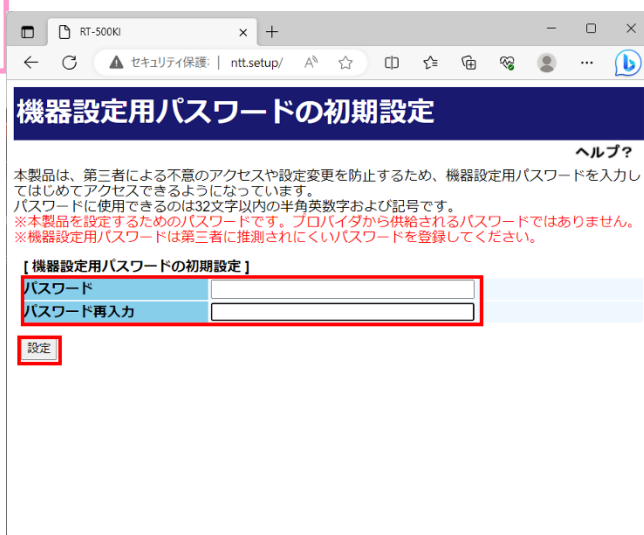 RT-500KI
セキュリティ保護 ntt.setup/
機器設定用パスワードの初期設定
ヘルプ?
本製品は、第三者による不意のアクセスや設定変更を防止するため、機器設定用パスワードを入力し
てはじめてアクセスできるようになっています。
パスワードに使用できるのは32文字以内の半角英数字および記号です。
※本製品を設定するためのパスワードです。プロバイダから供給されるパスワードではありません。
※機器設定用パスワードは第三者に推測されにくいパスワードを登録してください。
[ 機器設定用パスワードの初期設定 ]
パスワード
パスワード再入力
設定